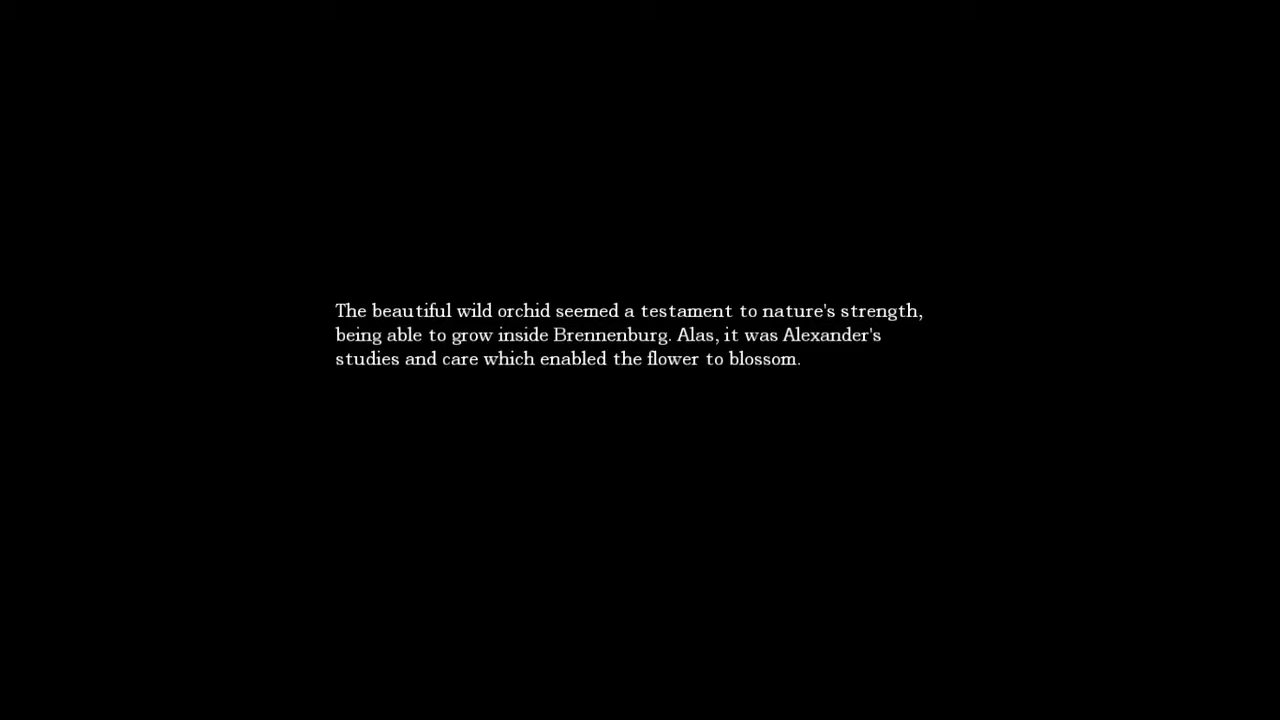 The beautiful wild orchid seemed a testament to nature's strength,
being able to grow inside Brennenburg. Alas, it was Alexander's
studies and care which enabled the flower to blossom.